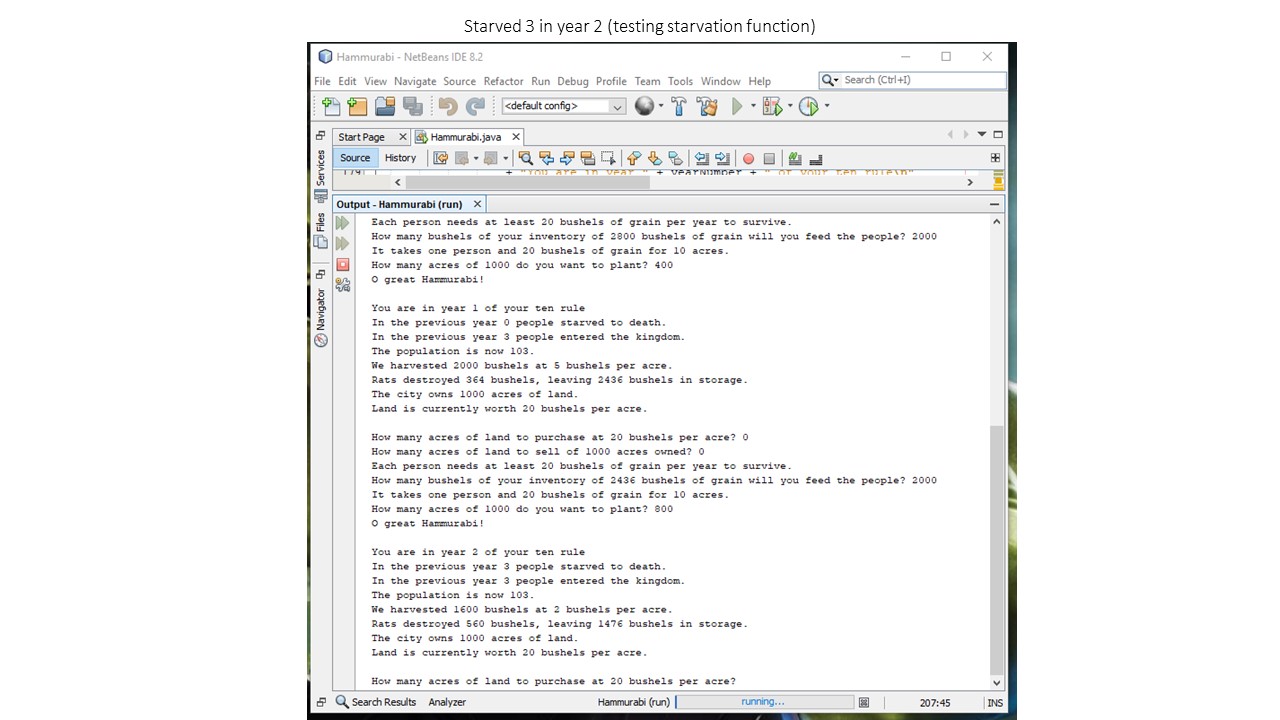 Starved 3 in year 2 (testing starvation function)
Hammurabi - NetBeans IDE 8.2
File Edit View Navigate Source Refactor Run Debug Profile Team Tools Window Help
Search (Ctrl+I)
<default config>
Start Page
Hammurabi.java
Source History
179 + "You are in year " + yearNumber + " of your ten rule\n"
Services
Files
Navigator
Output - Hammurabi (run)
Each person needs at least 20 bushels of grain per year to survive.
How many bushels of your inventory of 2800 bushels of grain will you feed the people? 2000
It takes one person and 20 bushels of grain for 10 acres.
How many acres of 1000 do you want to plant? 400
O great Hammurabi!
You are in year 1 of your ten rule
In the previous year 0 people starved to death.
In the previous year 3 people entered the kingdom.
The population is now 103.
We harvested 2000 bushels at 5 bushels per acre.
Rats destroyed 364 bushels, leaving 2436 bushels in storage.
The city owns 1000 acres of land.
Land is currently worth 20 bushels per acre.
How many acres of land to purchase at 20 bushels per acre? 0
How many acres of land to sell of 1000 acres owned? 0
Each person needs at least 20 bushels of grain per year to survive.
How many bushels of your inventory of 2436 bushels of grain will you feed the people? 2000
It takes one person and 20 bushels of grain for 10 acres.
How many acres of 1000 do you want to plant? 800
O great Hammurabi!
You are in year 2 of your ten rule
In the previous year 3 people starved to death.
In the previous year 3 people entered the kingdom.
The population is now 103.
We harvested 1600 bushels at 2 bushels per acre.
Rats destroyed 560 bushels, leaving 1476 bushels in storage.
The city owns 1000 acres of land.
Land is currently worth 20 bushels per acre.
How many acres of land to purchase at 20 bushels per acre?
Search Results Analyzer Hammurabi (run) running... 207:45 INS